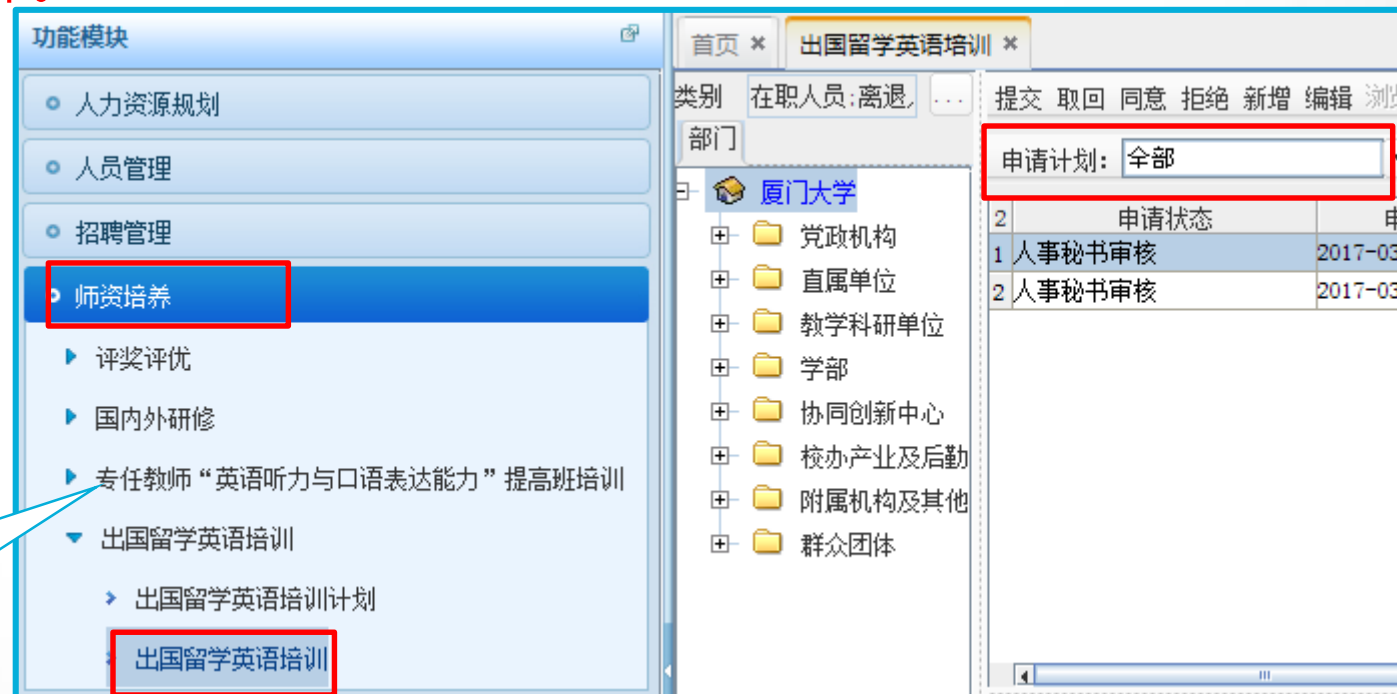 功能模块
人力资源规划
人员管理
招聘管理
师资培养
评奖评优
国内外研修
专任教师“英语听力与口语表达能力”提高班培训
出国留学英语培训
出国留学英语培训计划
出国留学英语培训
首页 × 出国留学英语培训 ×
类别 在职人员:离退, ...
部门
厦门大学
党政机构
直属单位
教学科研单位
学部
协同创新中心
校办产业及后勤
附属机构及其他
群众团体
提交 取回 同意 拒绝 新增 编辑 浏
申请计划: 全部
2 申请状态
1 人事秘书审核 2017-03
2 人事秘书审核 2017-03